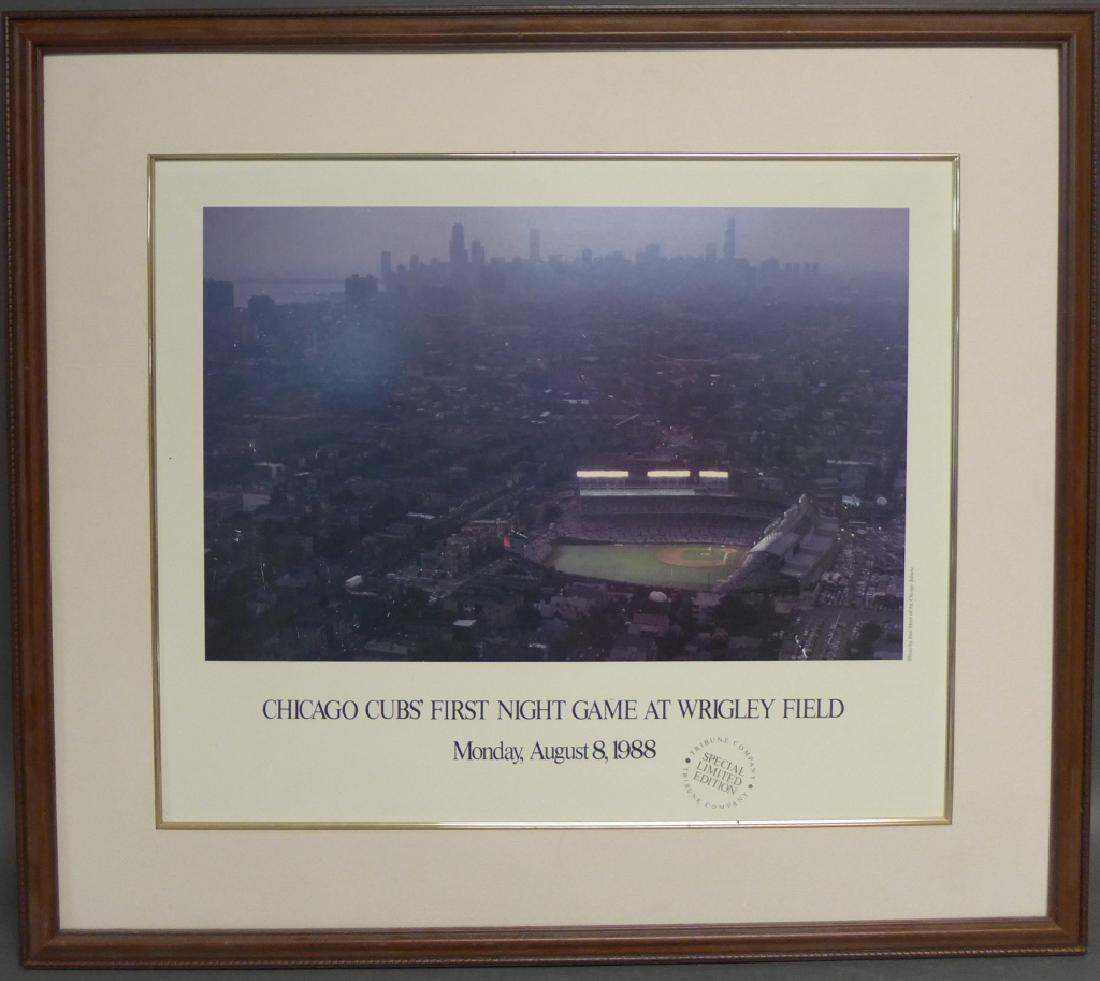 CHICAGO CUBS' FIRST NIGHT GAME AT WRIGLEY FIELD
Monday, August 8, 1988
TRIBUNE COMPANY
SPECIAL
LIMITED
EDITION
TRIBUNE COMPANY